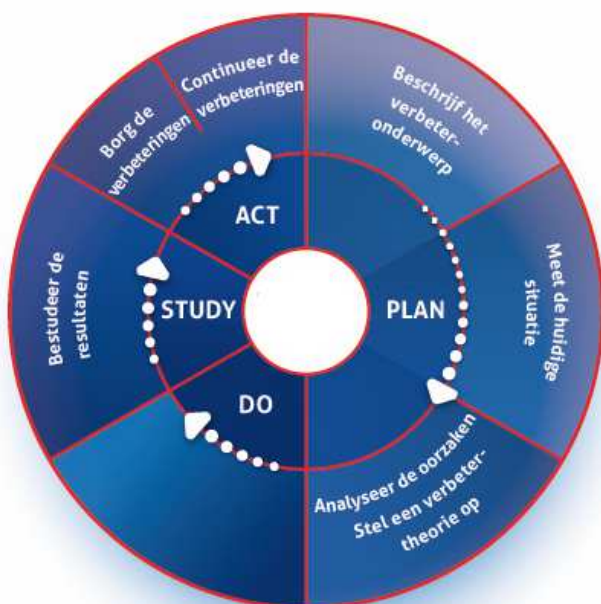 Continueer de
verbeteringen
Borg de
verbeteringen
Beschrijf het
verbeter-
onderwerp
ACT
Meet de huidige
situatie
Bestudeer de
resultaten
STUDY
PLAN
DO
Analyseer de oorzaken
Stel een verbeter-
theorie op